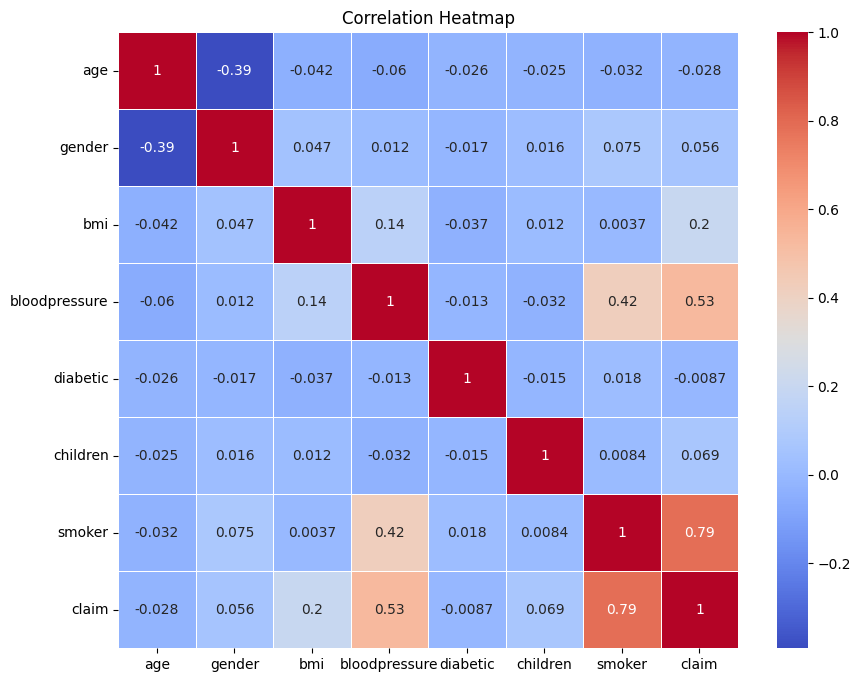 Correlation Heatmap
age 1 -0.39 -0.042 -0.06 -0.026 -0.025 -0.032 -0.028
gender -0.39 1 0.047 0.012 -0.017 0.016 0.075 0.056
bmi -0.042 0.047 1 0.14 -0.037 0.012 0.0037 0.2
bloodpressure -0.06 0.012 0.14 1 -0.013 -0.032 0.42 0.53
diabetic -0.026 -0.017 -0.037 -0.013 1 -0.015 0.018 -0.0087
children -0.025 0.016 0.012 -0.032 -0.015 1 0.0084 0.069
smoker -0.032 0.075 0.0037 0.42 0.018 0.0084 1 0.79
claim -0.028 0.056 0.2 0.53 -0.0087 0.069 0.79 1
age gender bmi bloodpressure diabetic children smoker claim
1.0
0.8
0.6
0.4
0.2
0.0
−0.2